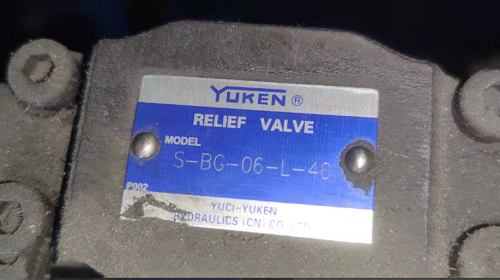 YUKEN ®
RELIEF VALVE
MODEL
S-BG-06-L-40
P002
YUCI-YUKEN
HYDRAULICS (CN) CO.,LTD